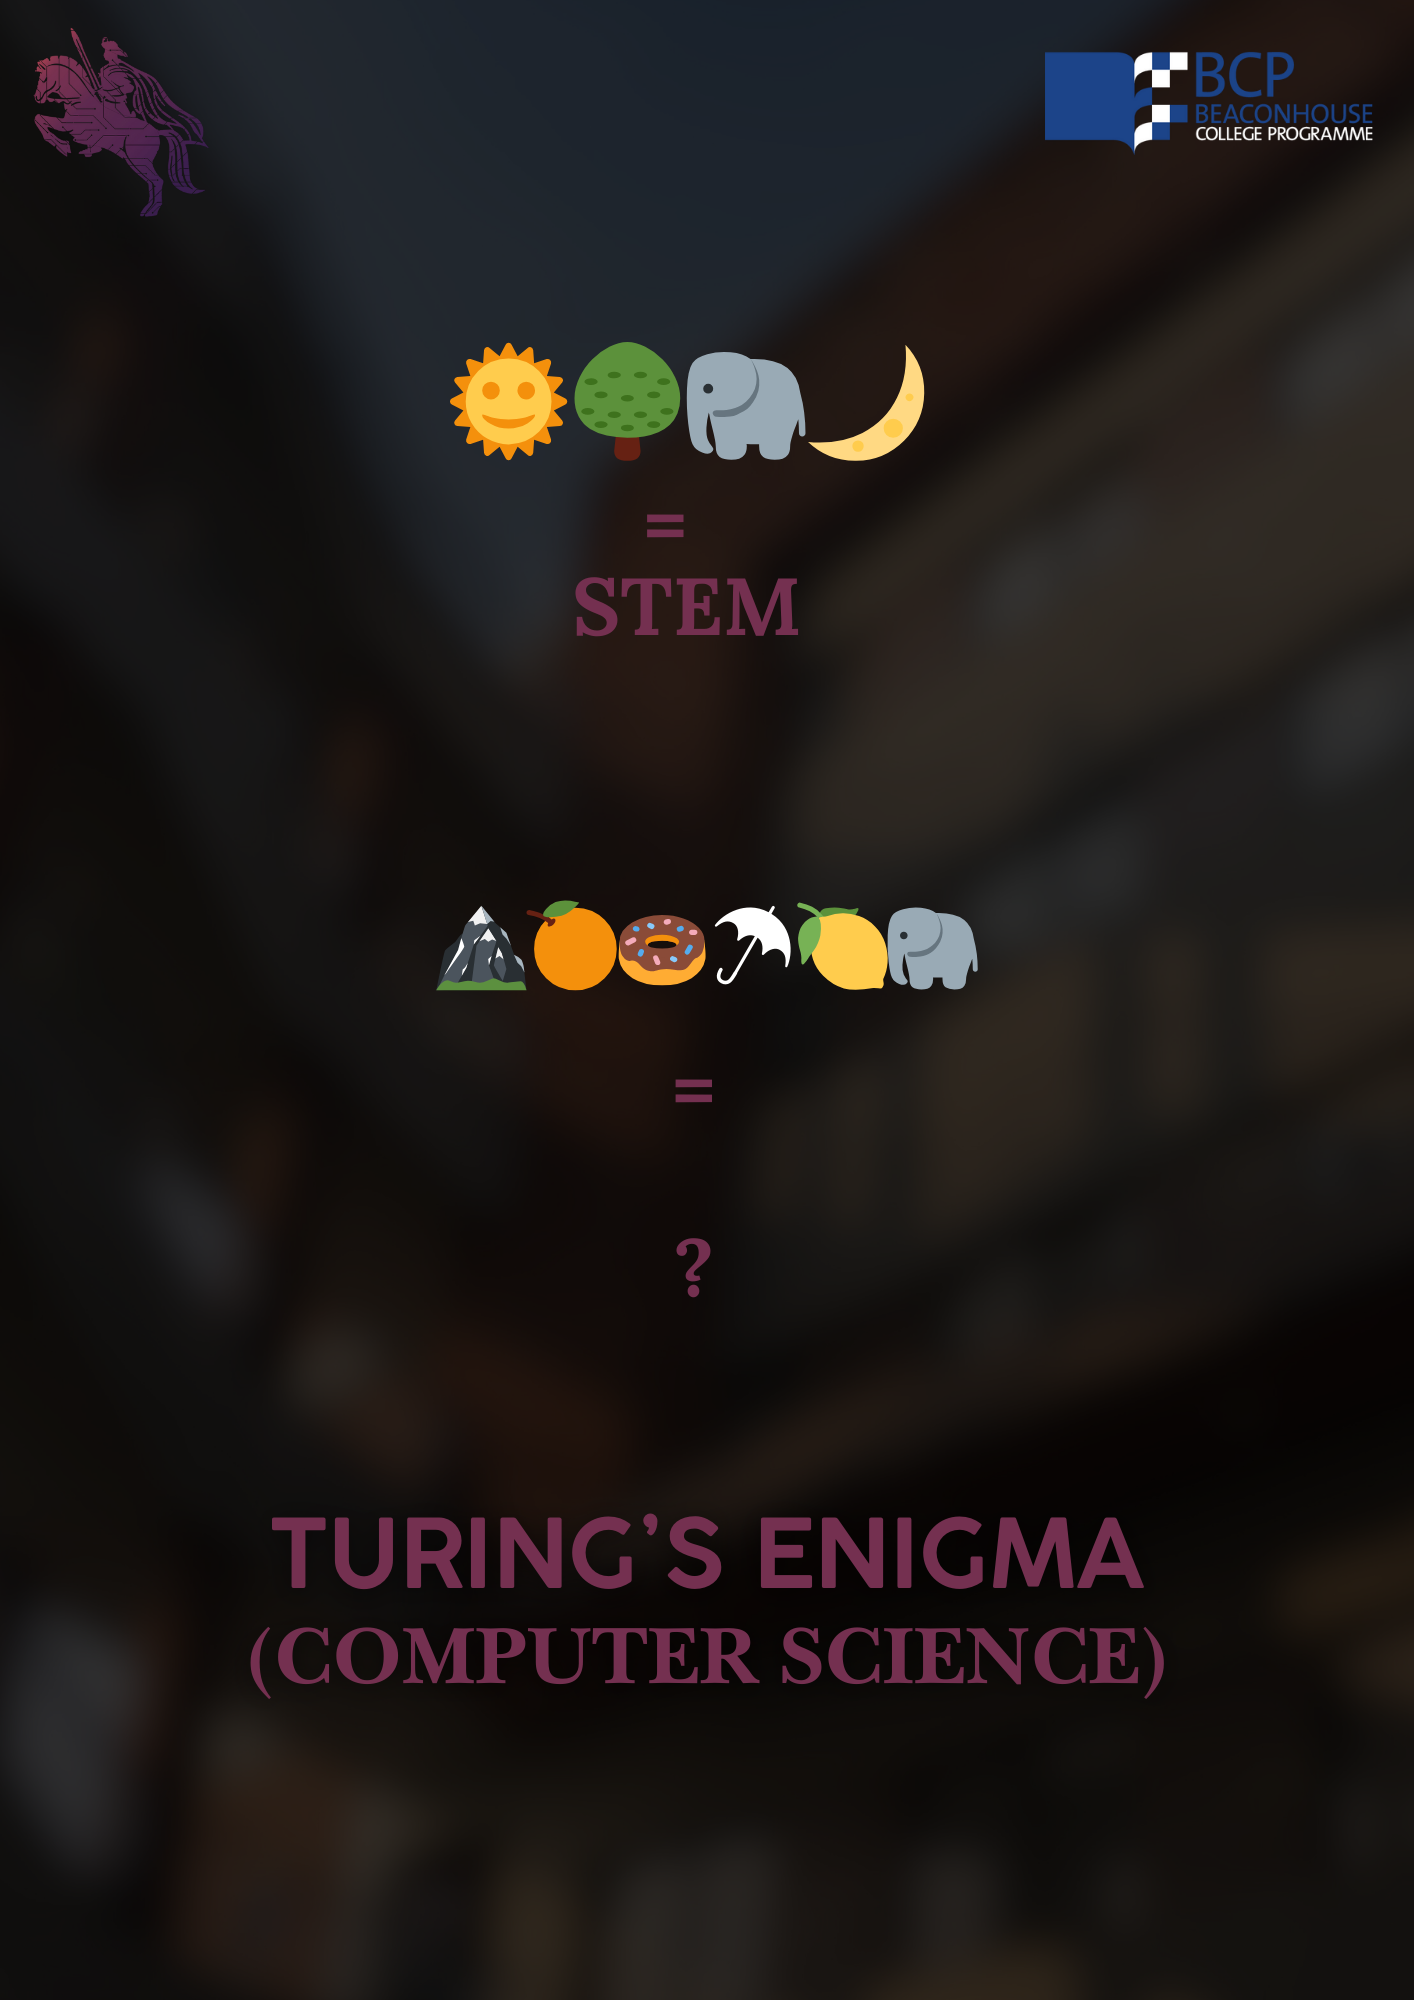 BCP
BEACONHOUSE
COLLEGE PROGRAMME
=
STEM
=
?
TURING’S ENIGMA
(COMPUTER SCIENCE)